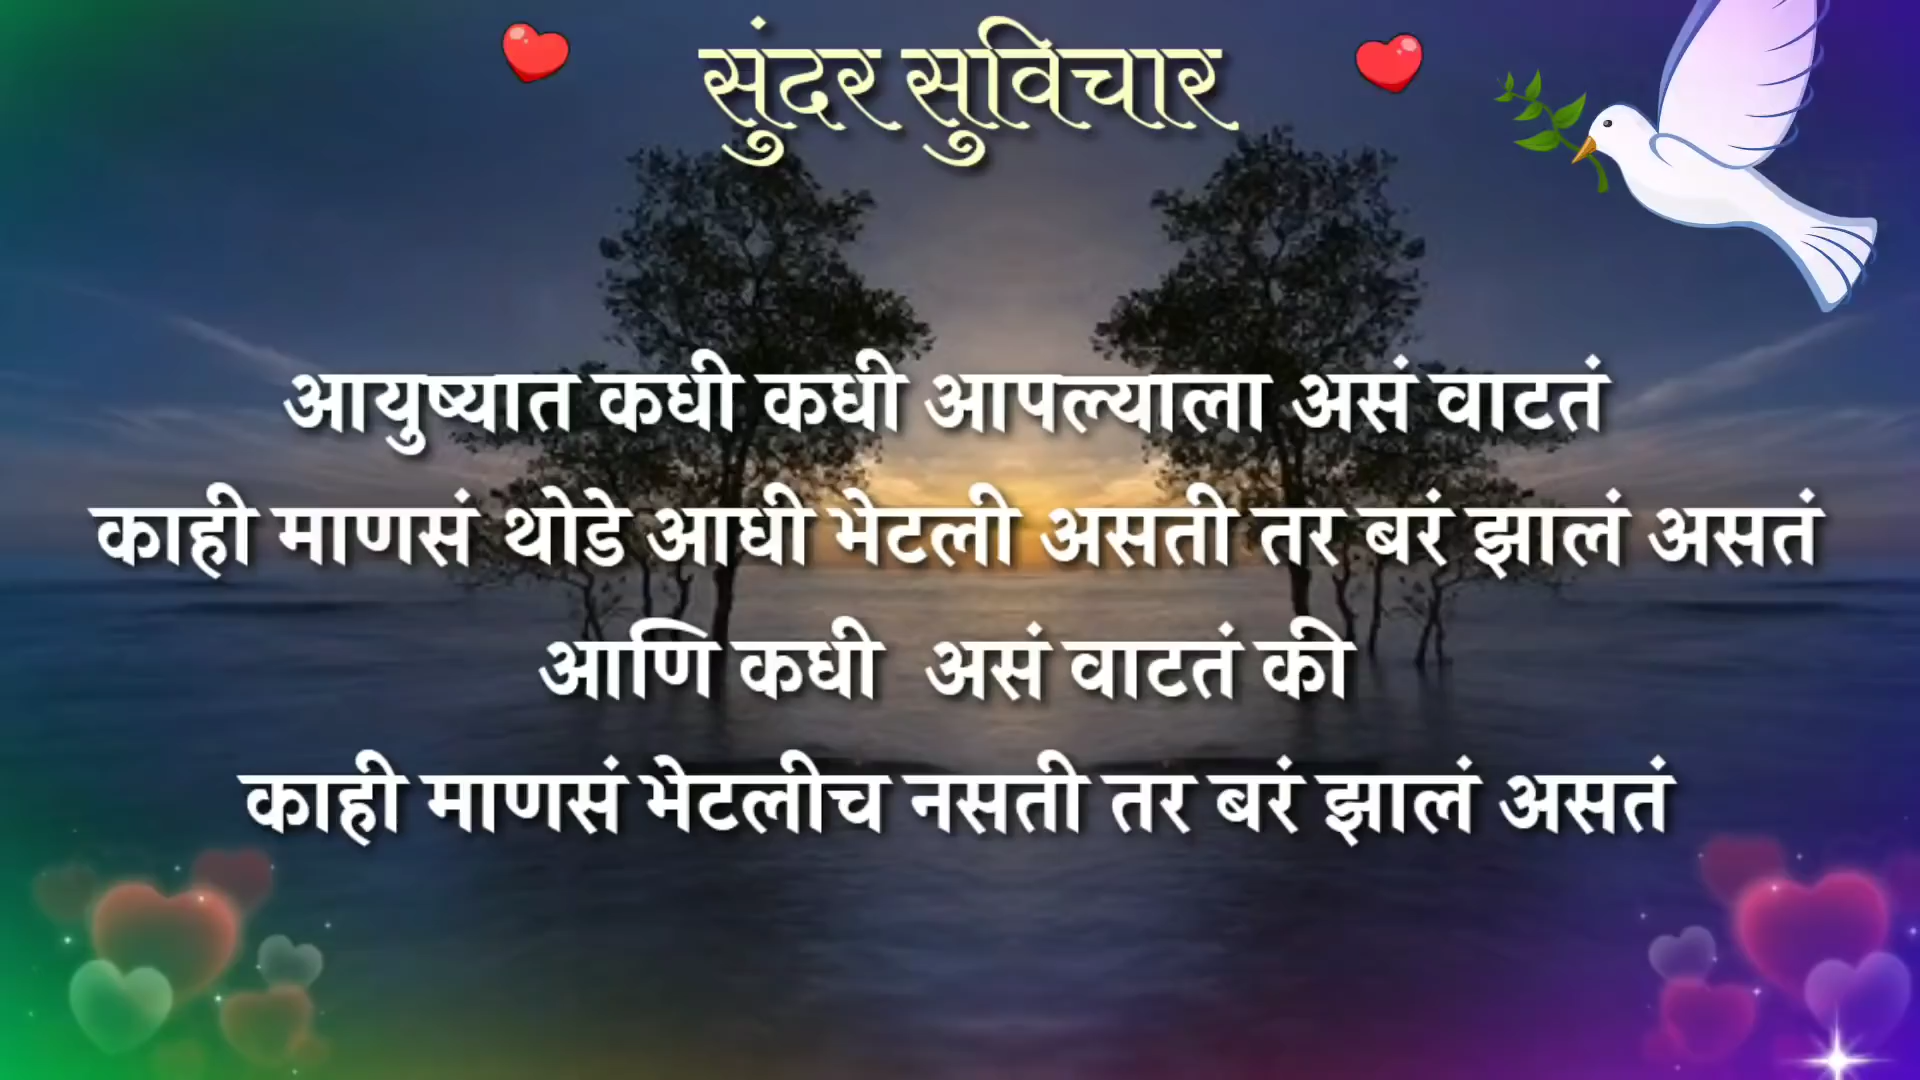 सुंदर सुविचार
आयुष्यात कधी कधी आपल्याला असं वाटतं
काही माणसं थोडे आधी भेटली असती तर बरं झालं असतं
आणि कधी असं वाटतं की
काही माणसं भेटलीच नसती तर बरं झालं असतं